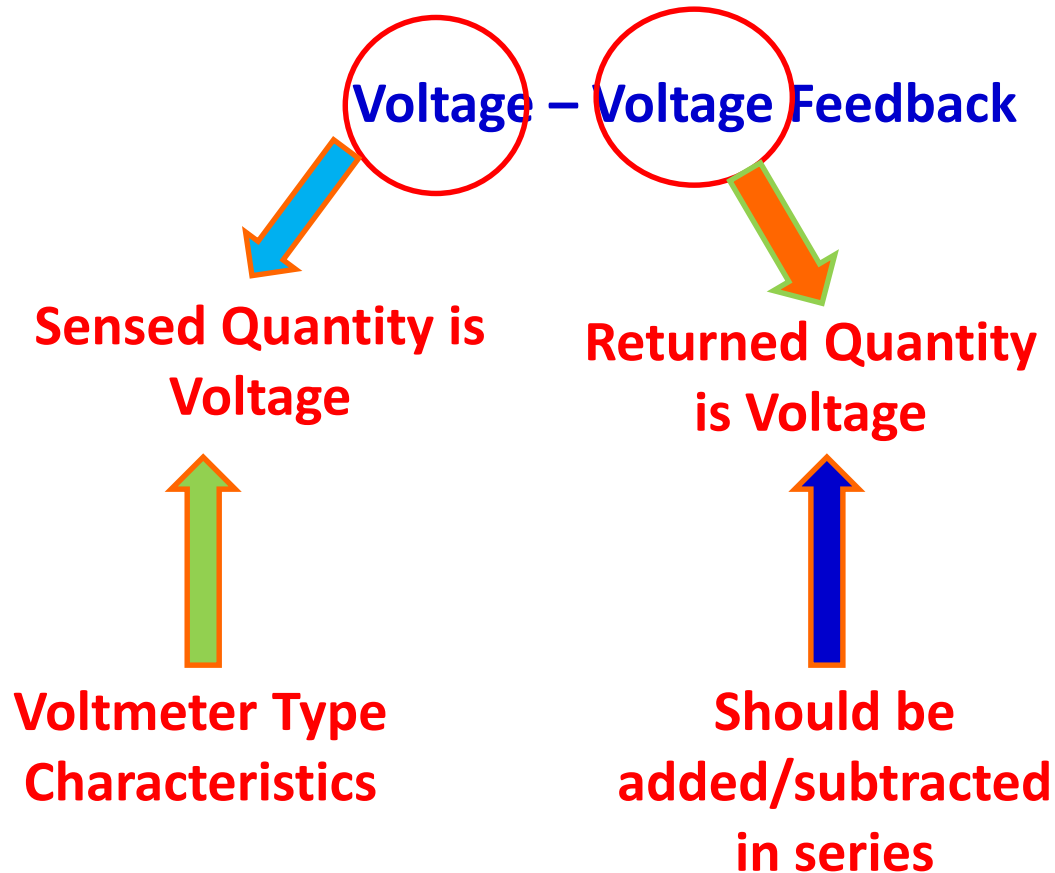 Voltage – Voltage Feedback
Sensed Quantity is
Voltage
Returned Quantity
is Voltage
Voltmeter Type
Characteristics
Should be
added/subtracted
in series